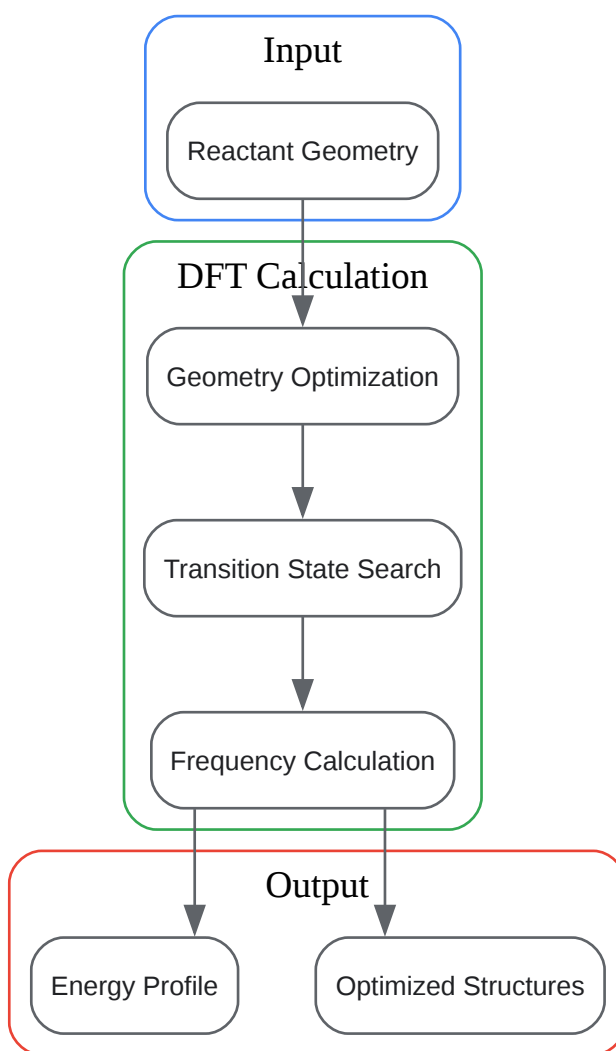 Input
Reactant Geometry
DFT Calculation
Geometry Optimization
Transition State Search
Frequency Calculation
Output
Energy Profile
Optimized Structures